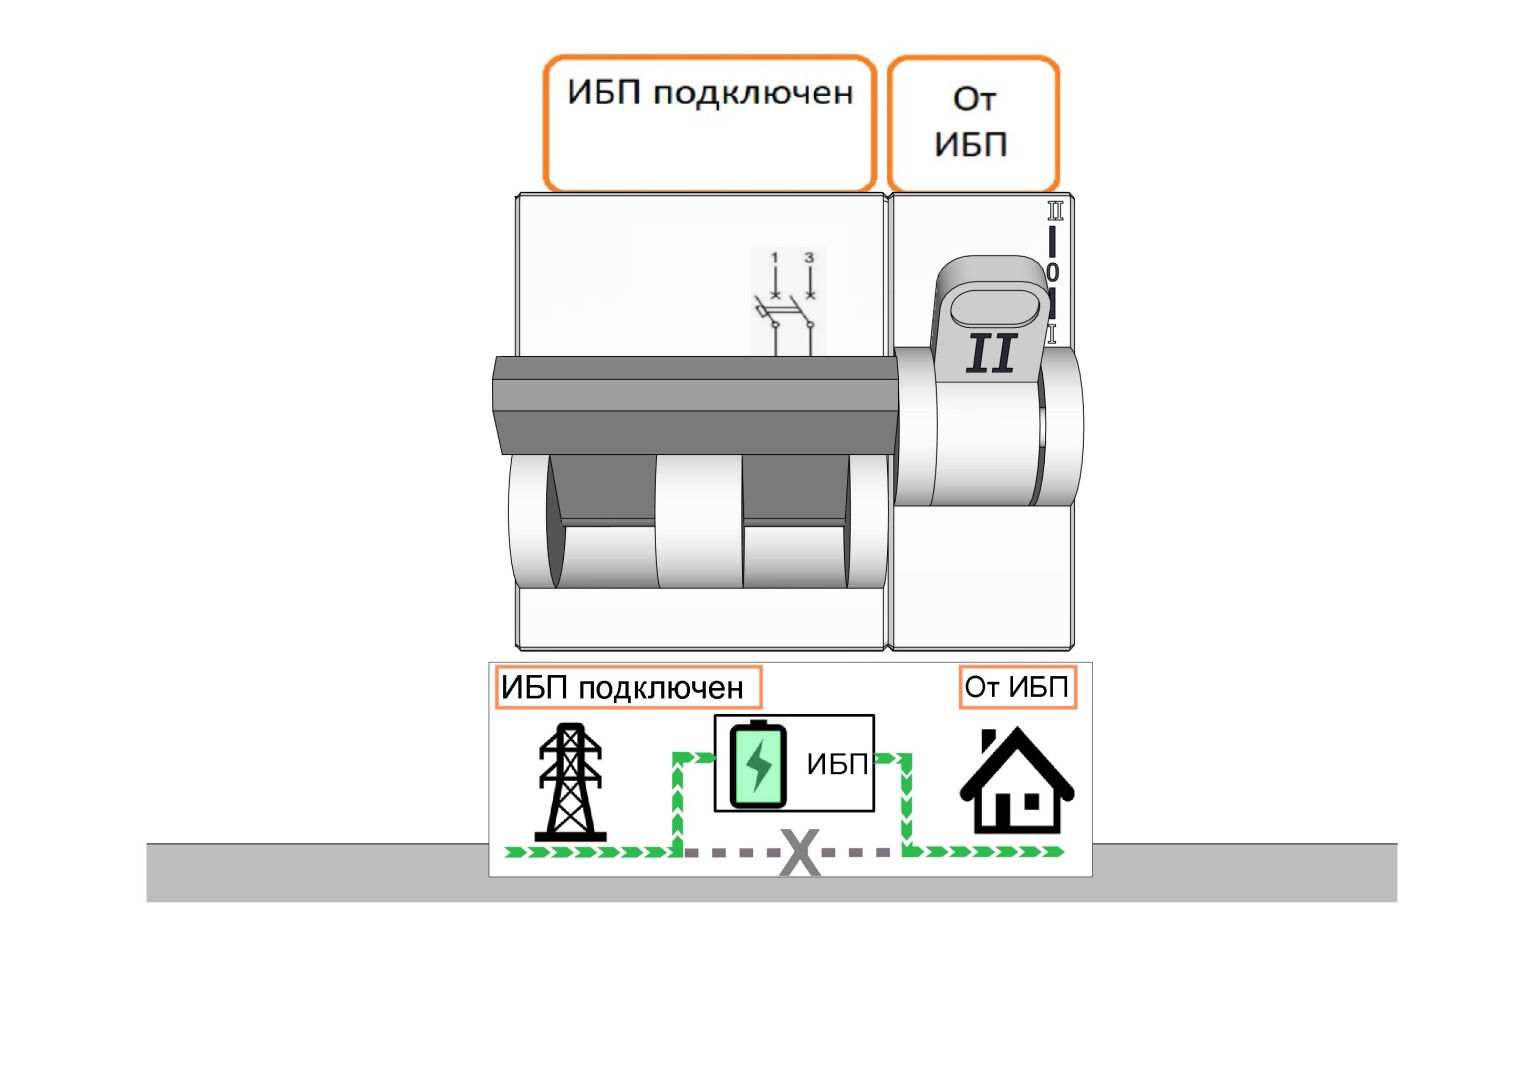 ИБП подключен
От
ИБП
II
0
I
1 3
II
ИБП подключен
От ИБП
ИБП
X